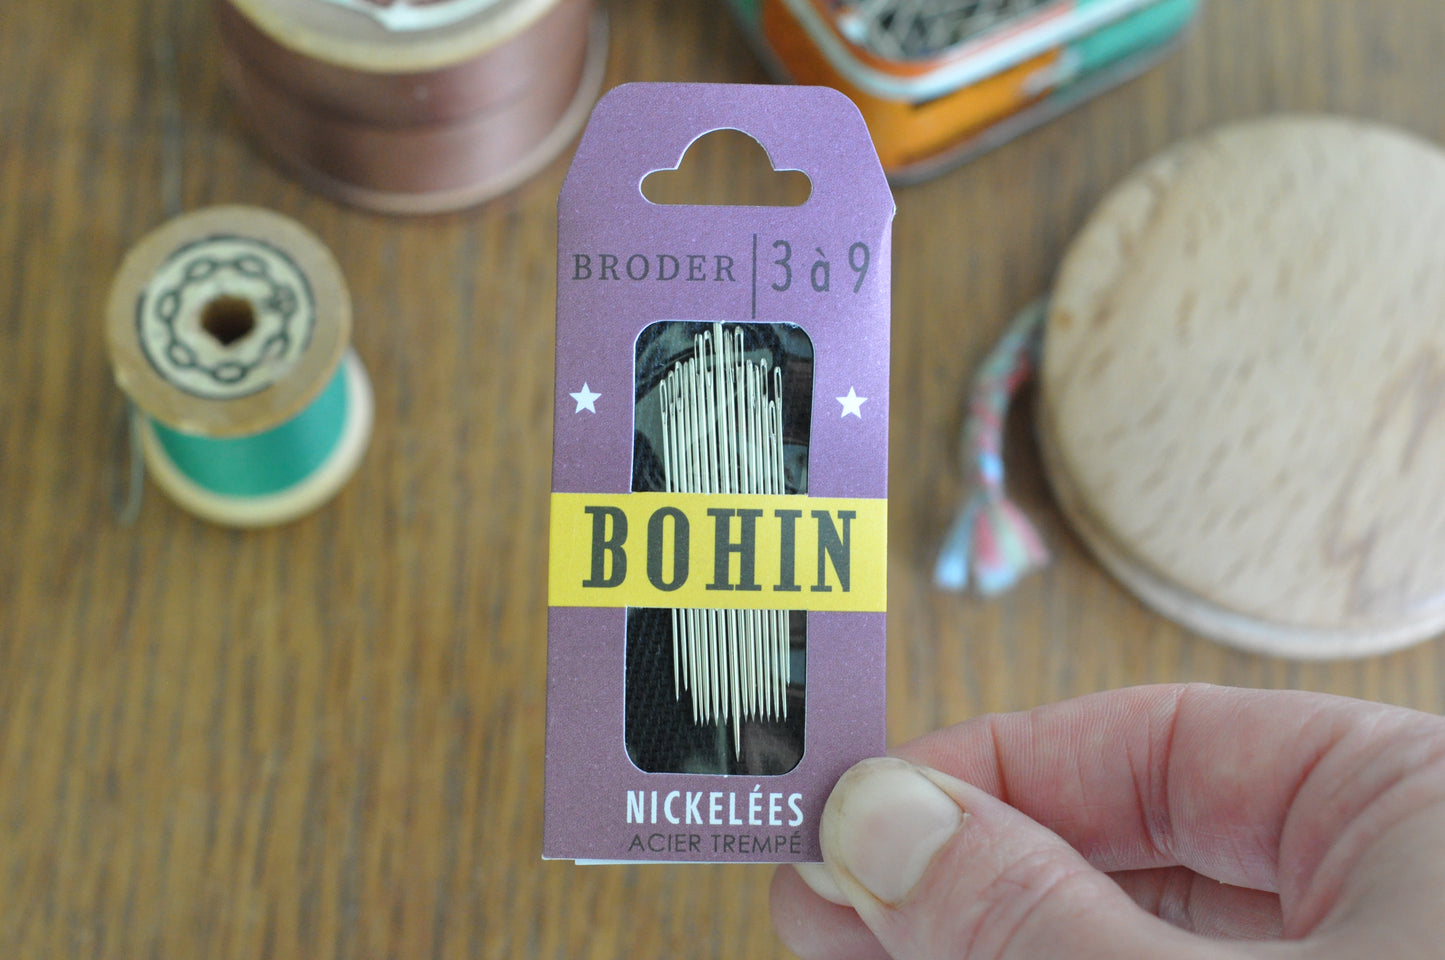 BRODER | 3 à 9
BOHIN
NICKELÉES
ACIER TREMPÉ